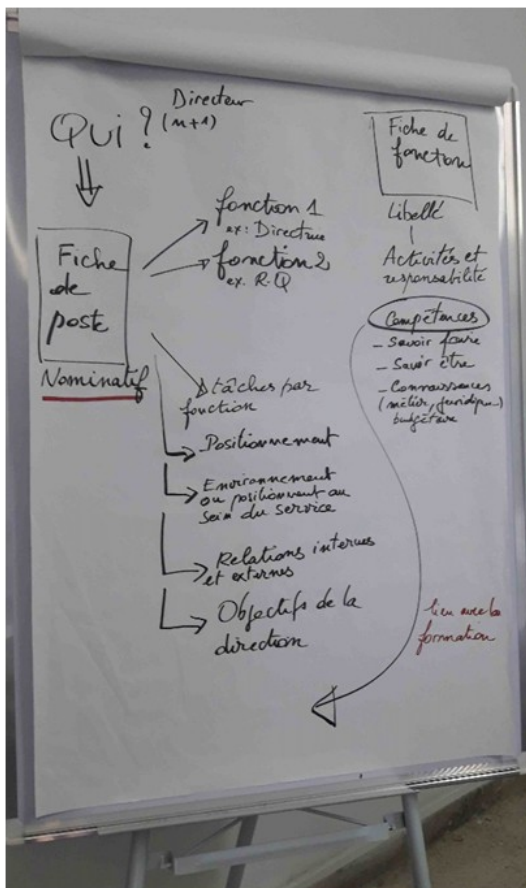 Qui ?
Directeur
(n+1)
Fiche
de
poste
Nominatif
fonction 1
ex: Directrice
fonction 2
ex. R.Q
tâches par
fonction
Positionnement
Environnement
ou positionnement au
sein du service
Relations internes
et externes
Objectifs de la
direction
Fiche de
fonction
Libellé
Activités et
responsabilité
Compétences
- Savoir faire
- Savoir être
- Connaissances
(métier, juridique...)
budgétaire
lien avec la
formation